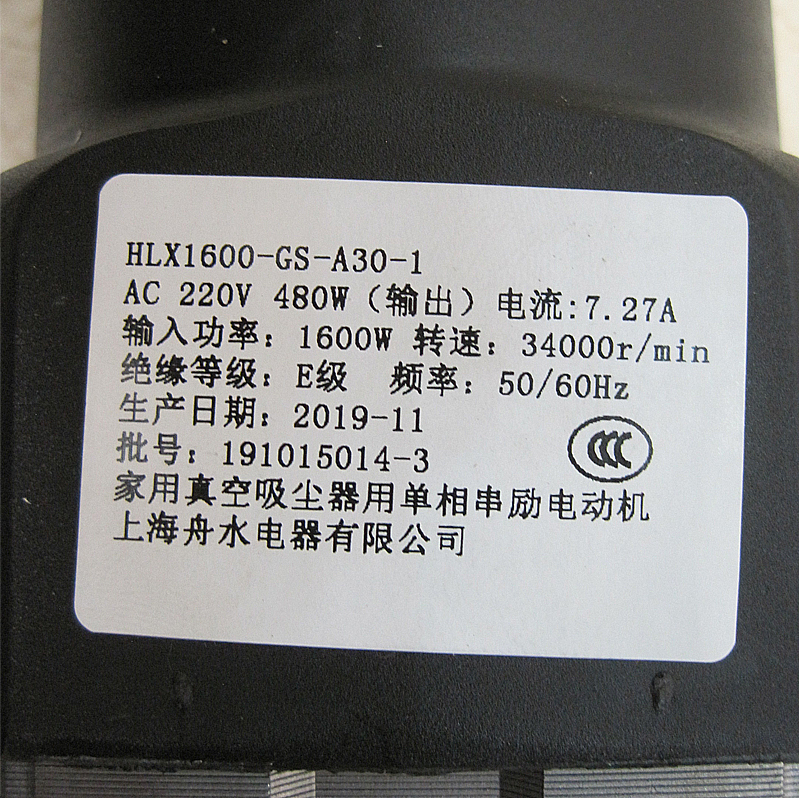 HLX1600-GS-A30-1
AC 220V 480W（输出）电流:7.27A
输入功率：1600W 转速：34000r/min
绝缘等级：E级 频率：50/60Hz
生产日期：2019-11
批号：191015014-3
CCC
家用真空吸尘器用单相串励电动机
上海舟水电器有限公司